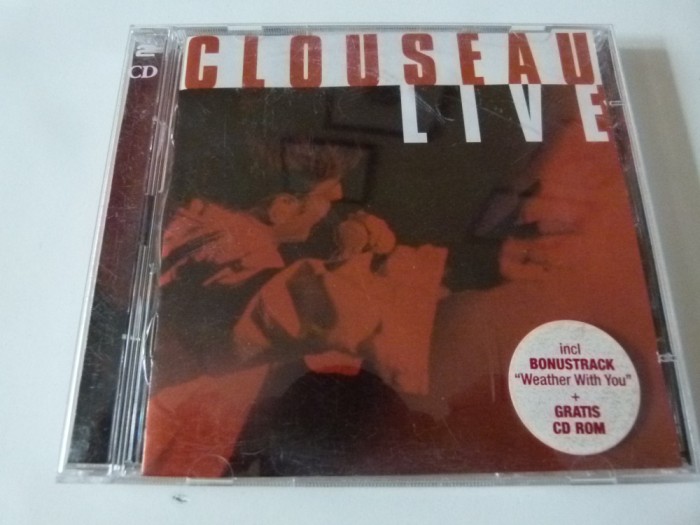 2
CD
CLOUSEAU
LIVE
incl
BONUSTRACK
"Weather With You"
+
GRATIS
CD ROM